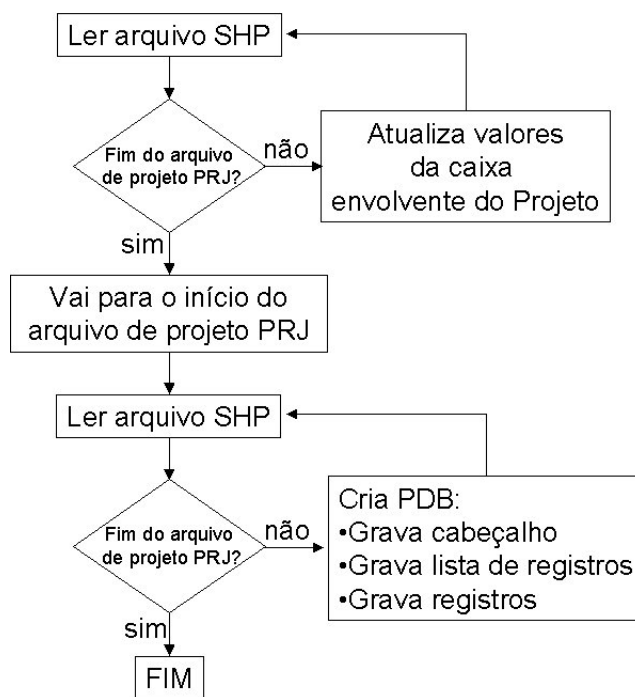 Ler arquivo SHP
Fim do arquivo
de projeto PRJ?
não
Atualiza valores
da caixa
envolvente do Projeto
sim
Vai para o início do
arquivo de projeto PRJ
Ler arquivo SHP
Fim do arquivo
de projeto PRJ?
não
Cria PDB:
•Grava cabeçalho
•Grava lista de registros
•Grava registros
sim
FIM